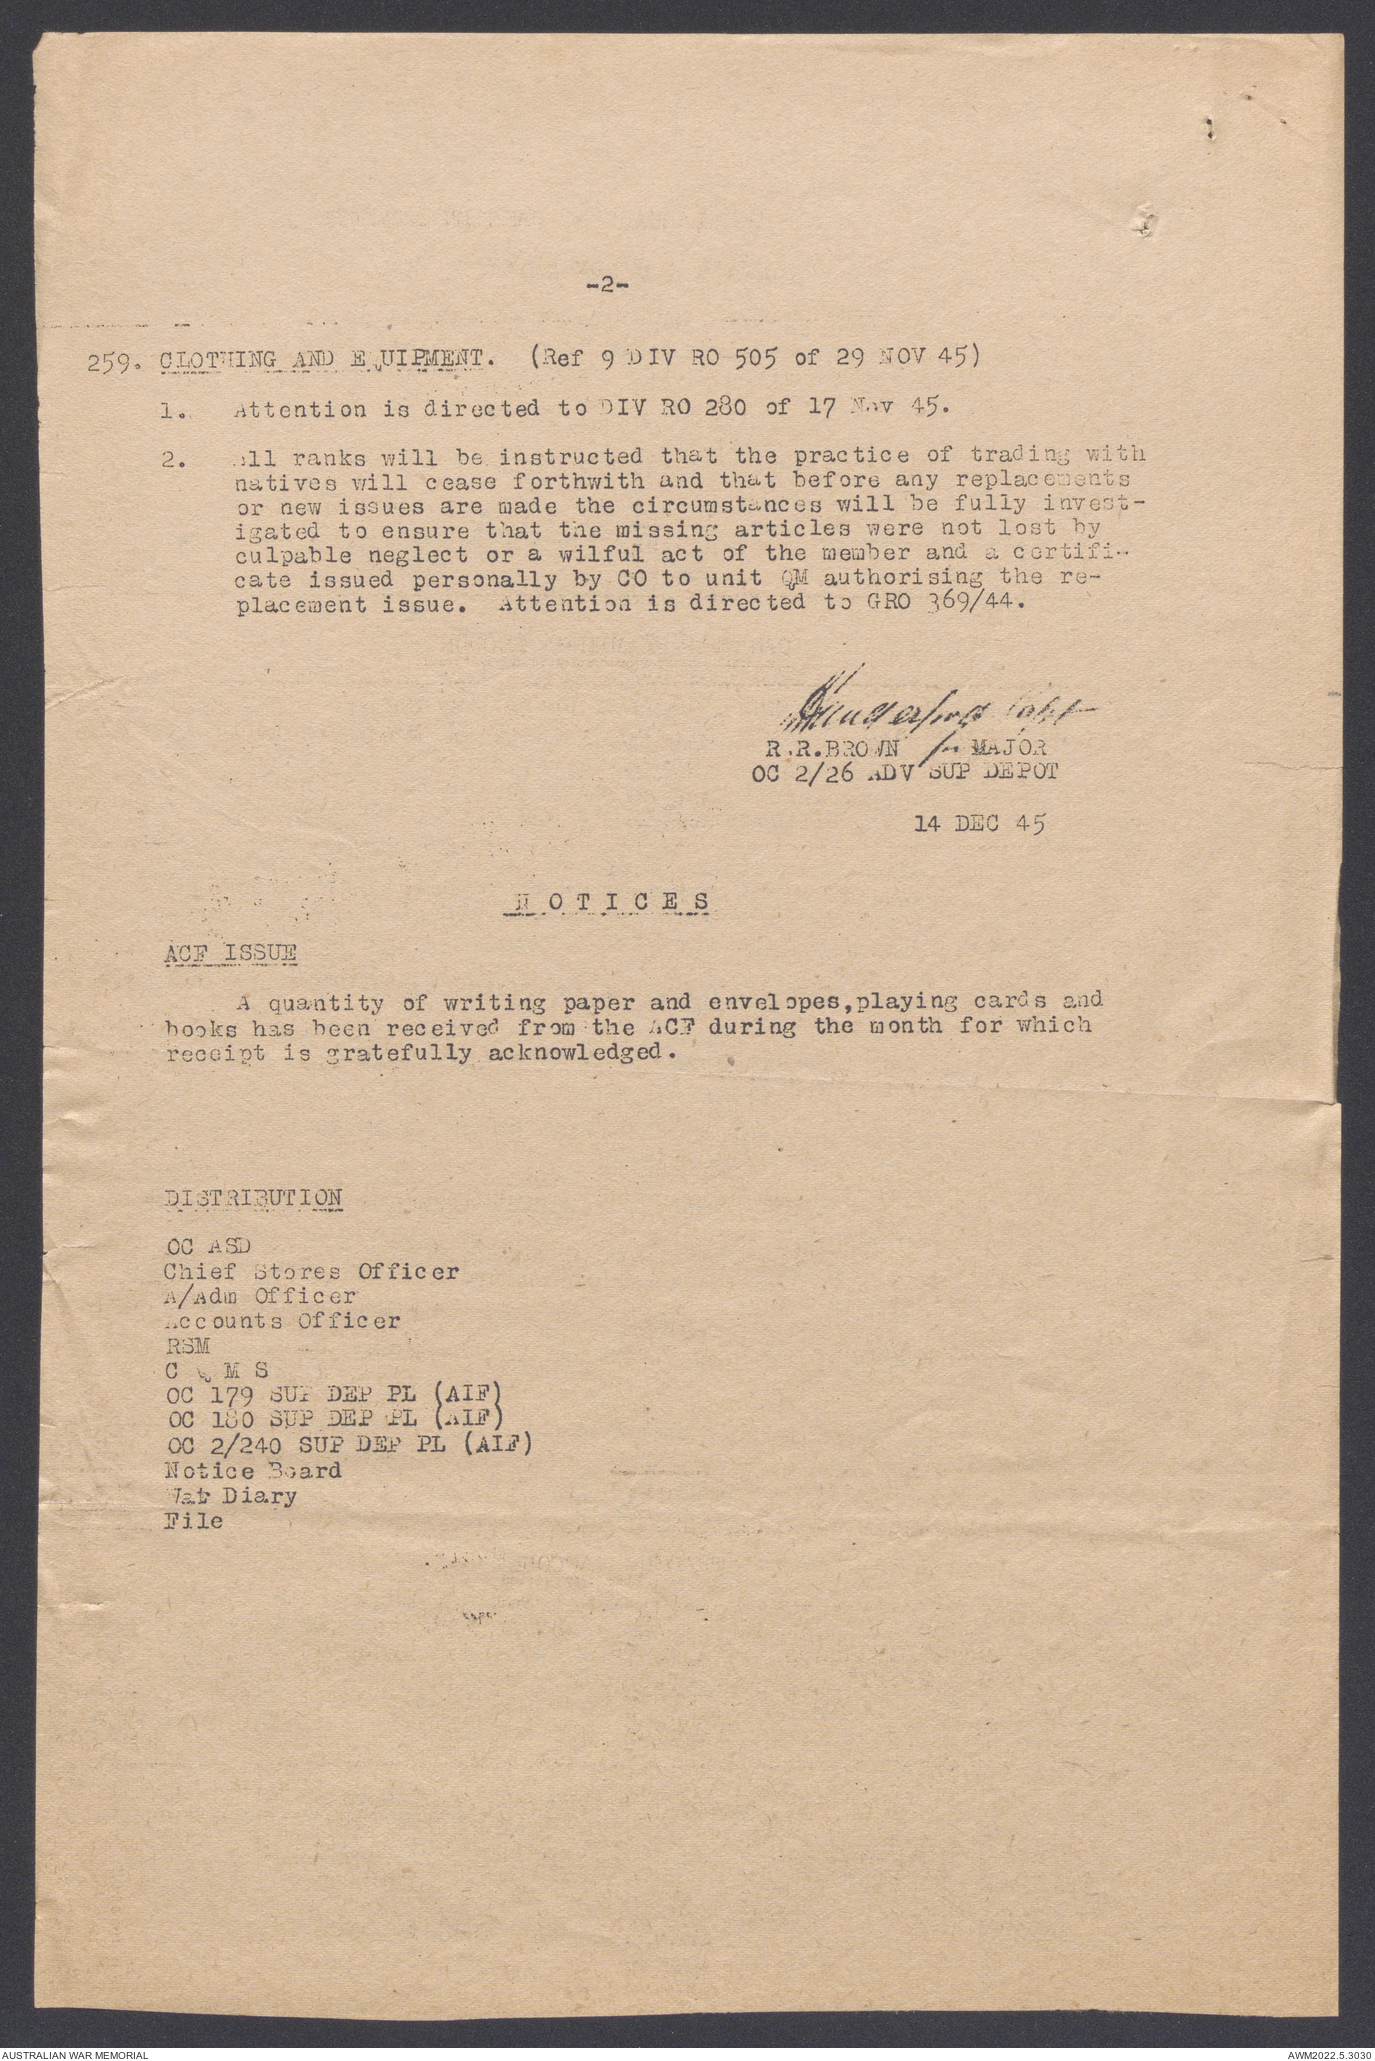 -2-
259. CLOTHING AND EQUIPMENT. (Ref 9 DIV RO 505 of 29 NOV 45)
1. Attention is directed to DIV RO 280 of 17 Nov 45.
2. All ranks will be instructed that the practice of trading with
natives will cease forthwith and that before any replacements
or new issues are made the circumstances will be fully invest-
igated to ensure that the missing articles were not lost by
culpable neglect or a wilful act of the member and a certifi-
cate issued personally by CO to unit QM authorising the re-
placement issue. Attention is directed to GRO 369/44.
Capt
R.R.BROWN for MAJOR
OC 2/26 ADV SUP DEPOT
14 DEC 45
N O T I C E S
ACF ISSUE
A quantity of writing paper and envelopes,playing cards and
books has been received from the ACF during the month for which
receipt is gratefully acknowledged.
DISTRIBUTION
OC ASD
Chief Stores Officer
A/Adm Officer
Accounts Officer
RSM
C Q M S
OC 179 SUP DEP PL (AIF)
OC 180 SUP DEP PL (AIF)
OC 2/240 SUP DEP PL (AIF)
Notice Board
War Diary
File
AUSTRALIAN WAR MEMORIAL
AWM2022.5.3030